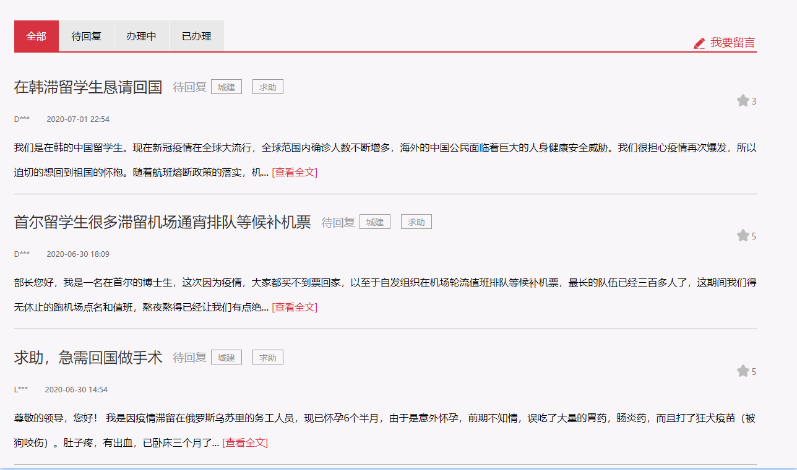 全部 待回复 办理中 已办理
我要留言
在韩滞留学生恳请回国 待回复 城建 求助
3
D*** 2020-07-01 22:54
我们是在韩的中国留学生。现在新冠疫情在全球大流行，全球范围内确诊人数不断增多，海外的中国公民面临着巨大的人身健康安全威胁。我们很担心疫情再次爆发，所以
迫切的想回到祖国的怀抱。随着航班熔断政策的落实，机... [查看全文]
首尔留学生很多滞留机场通宵排队等候补机票 待回复 城建 求助
5
D*** 2020-06-30 18:09
部长您好，我是一名在首尔的博士生，这次因为疫情，大家都买不到票回家，以至于自发组织在机场轮流值班排队等候补机票，最长的队伍已经三百多人了，这期间我们得
无休止的跑机场点名和值班，熬夜熬得已经让我们有点绝... [查看全文]
求助，急需回国做手术 待回复 城建 求助
5
L*** 2020-06-30 14:54
尊敬的领导，您好！ 我是因疫情滞留在俄罗斯乌苏里的务工人员，现已怀孕6个半月，由于是意外怀孕，前期不知情，误吃了大量的胃药，肠炎药，而且打了狂犬疫苗（被
狗咬伤）。肚子疼，有出血，已卧床三个月了... [查看全文]